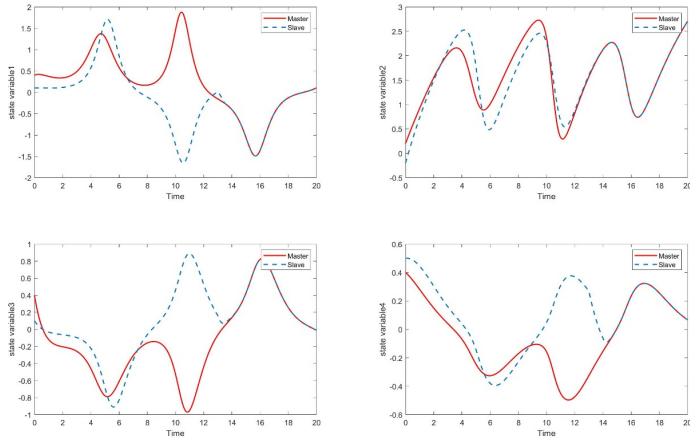 2
1.5
1
0.5
0
-0.5
-1
-1.5
-2
state variable1
0 2 4 6 8 10 12 14 16 18 20
Time
Master
Slave
3
2.5
2
1.5
1
0.5
0
-0.5
state variable2
0 2 4 6 8 10 12 14 16 18 20
Time
Master
Slave
1
0.8
0.6
0.4
0.2
0
-0.2
-0.4
-0.6
-0.8
-1
state variable3
0 2 4 6 8 10 12 14 16 18 20
Time
Master
Slave
0.6
0.4
0.2
0
-0.2
-0.4
-0.6
state variable4
0 2 4 6 8 10 12 14 16 18 20
Time
Master
Slave